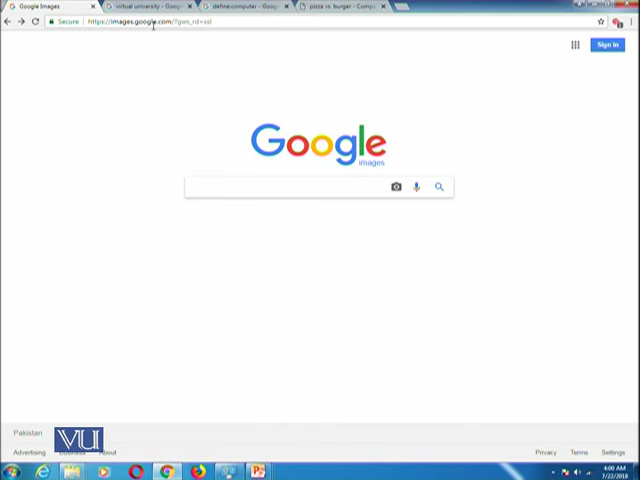 Google Images
virtual university - Goog
define:computer - Goog
pizza vs. burger - Comp
Secure
https://images.google.com/?gws_rd=ssl
Sign in
Google
images
Pakistan
VU
Advertising
Business
About
Privacy
Terms
Settings
4:00 AM
7/22/2018